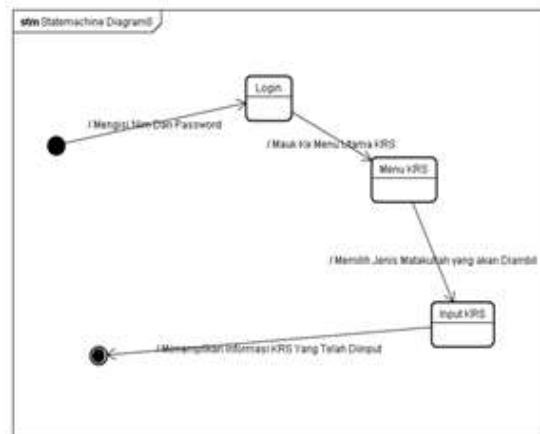 stm Statemachine Diagram0
Login
/ Mengisi Nim Dan Password
/ Mauk Ke Menu Utama KRS
Menu KRS
/ Memilih Jenis Matakuliah yang akan Diambil
Input KRS
/ Menampilkan Informasi KRS Yang Telah Diinput